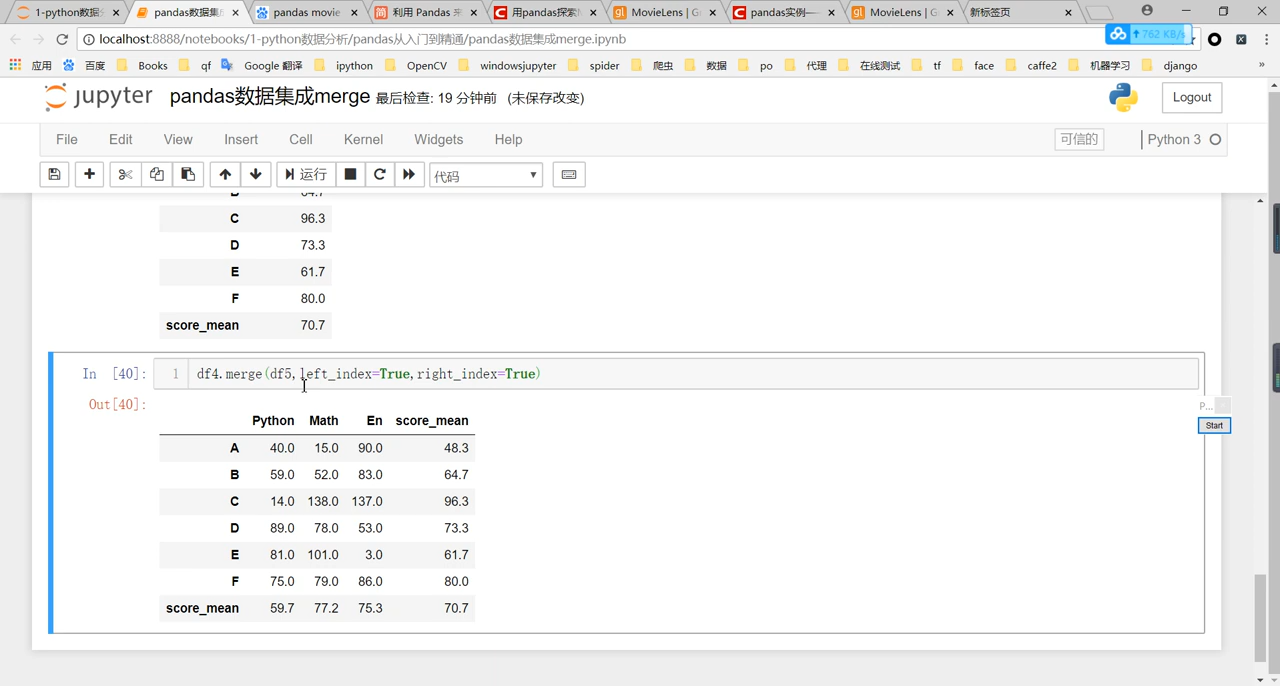 1-python数据分
pandas数据集成
pandas movie
利用 Pandas 来
用pandas探索
MovieLens | Gr
pandas实例—
MovieLens | G
新标签页
localhost:8888/notebooks/1-python数据分析/pandas从入门到精通/pandas数据集成merge.ipynb
762 KB/s
应用 百度 Books qf Google 翻译 ipython OpenCV windowsjupyter spider 爬虫 数据 po 代理 在线测试 tf face caffe2 机器学习 django »
jupyter pandas数据集成merge 最后检查: 19 分钟前 (未保存改变)
Logout
File Edit View Insert Cell Kernel Widgets Help
可信的 Python 3
运行 代码
C 96.3
D 73.3
E 61.7
F 80.0
score_mean 70.7
In [40]: 1 df4.merge(df5,left_index=True,right_index=True)
Out[40]:
P...
Start
Python Math En score_mean
A 40.0 15.0 90.0 48.3
B 59.0 52.0 83.0 64.7
C 14.0 138.0 137.0 96.3
D 89.0 78.0 53.0 73.3
E 81.0 101.0 3.0 61.7
F 75.0 79.0 86.0 80.0
score_mean 59.7 77.2 75.3 70.7